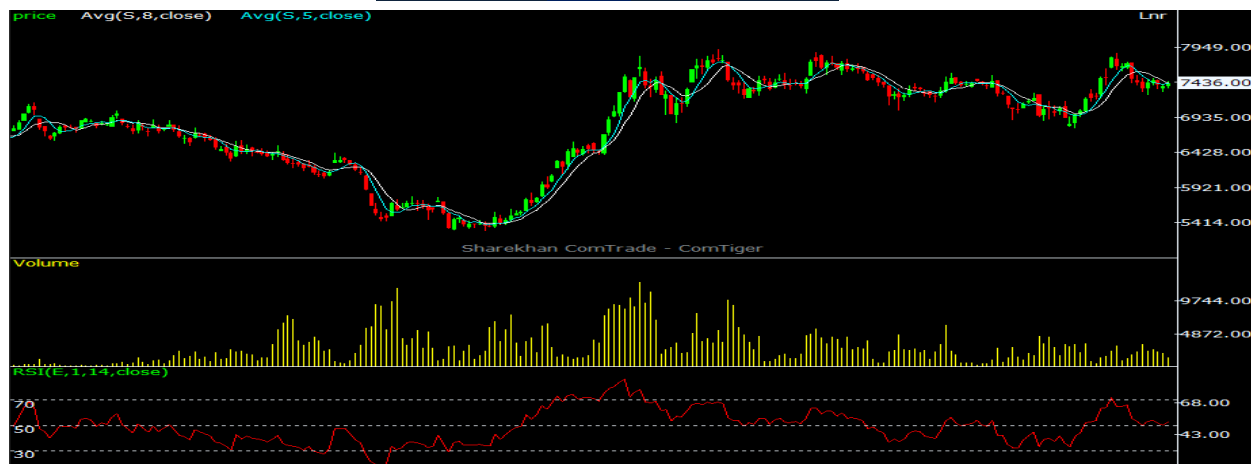 price Avg(S,8,close) Avg(S,5,close) Lnr
7949.00
7436.00
6935.00
6428.00
5921.00
5414.00
Sharekhan ComTrade - ComTiger
Volume
9744.00
4872.00
RSI(E,1,14,close)
70 68.00
50 43.00
30